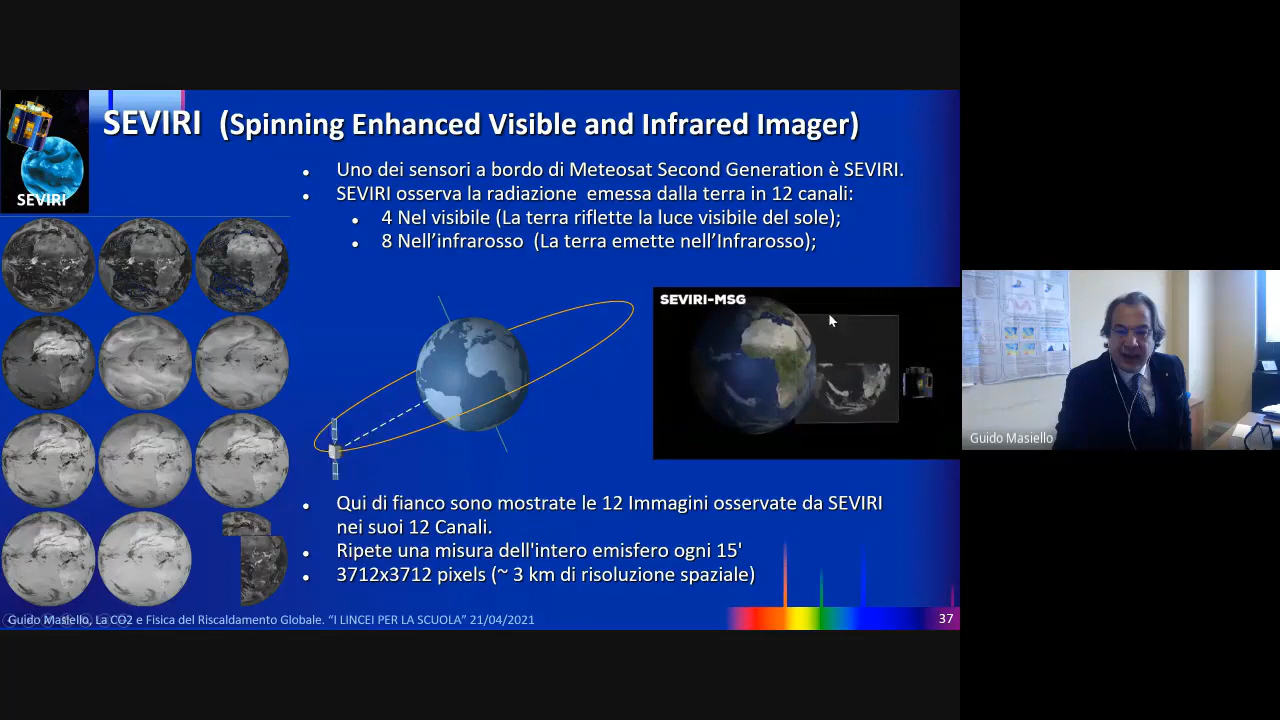 SEVIRI (Spinning Enhanced Visible and Infrared Imager)
SEVIRI
Uno dei sensori a bordo di Meteosat Second Generation è SEVIRI.
SEVIRI osserva la radiazione emessa dalla terra in 12 canali:
4 Nel visibile (La terra riflette la luce visibile del sole);
8 Nell’infrarosso (La terra emette nell’Infrarosso);
SEVIRI-MSG
Qui di fianco sono mostrate le 12 Immagini osservate da SEVIRI
nei suoi 12 Canali.
Ripete una misura dell'intero emisfero ogni 15'
3712x3712 pixels (~ 3 km di risoluzione spaziale)
Guido Masiello, La CO2 e Fisica del Riscaldamento Globale. “I LINCEI PER LA SCUOLA” 21/04/2021
37
Guido Masiello